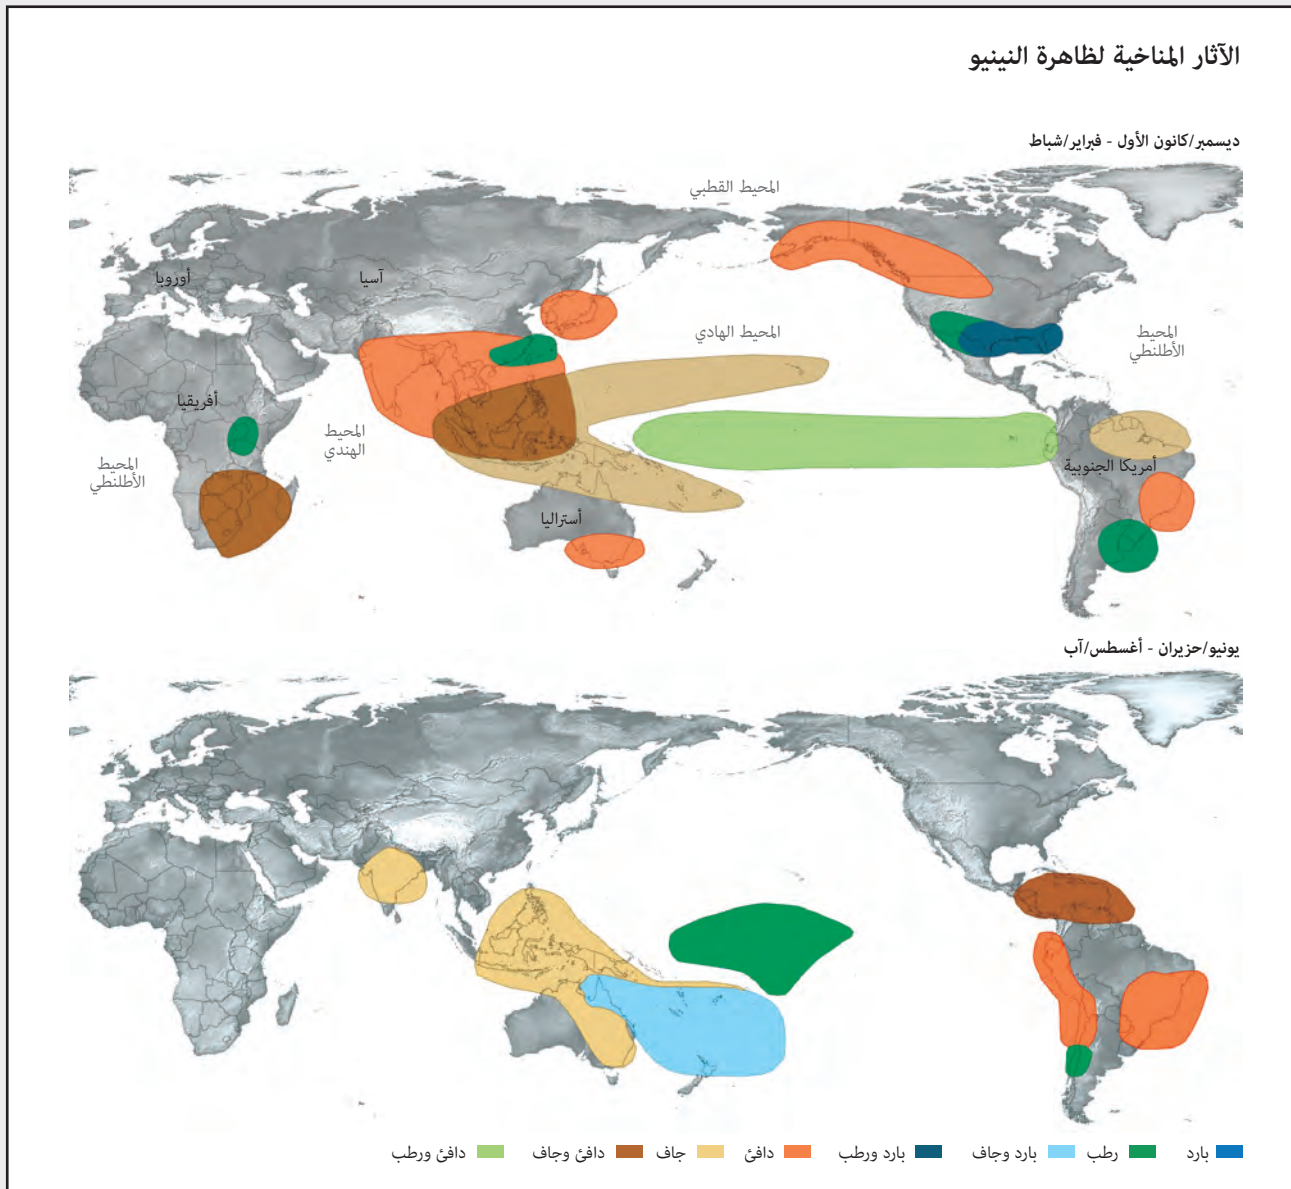 الآثار المناخية لظاهرة النينيو
ديسمبر/كانون الأول - فبراير/شباط
المحيط القطبي
أوروبا
آسيا
المحيط الهادي
المحيط
الأطلنطي
أفريقيا
المحيط
الهندي
المحيط
الأطلنطي
أمريكا الجنوبية
أستراليا
يونيو/حزيران - أغسطس/آب
بارد
رطب
بارد وجاف
بارد ورطب
دافئ
جاف
دافئ وجاف
دافئ ورطب